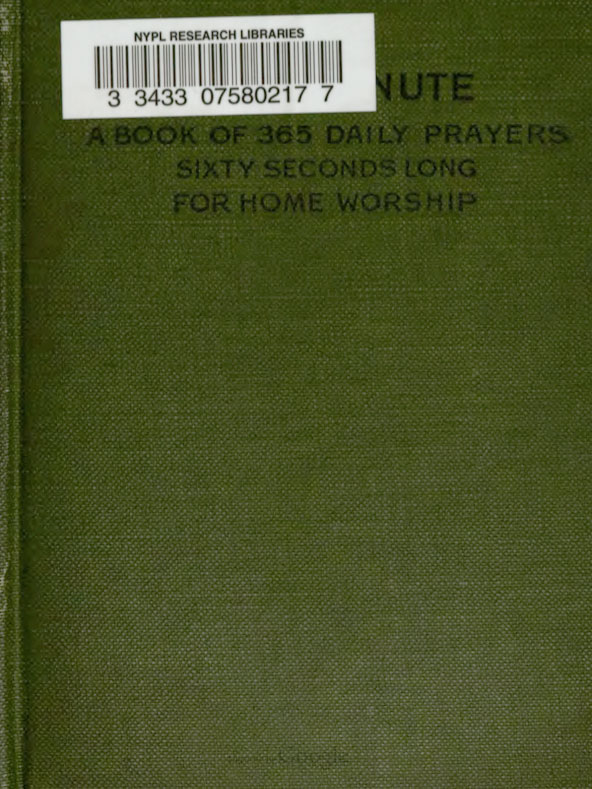 NYPL RESEARCH LIBRARIES
3 3433 07580217 7
NUTE
A BOOK OF 365 DAILY PRAYERS
SIXTY SECONDS LONG
FOR HOME WORSHIP
Google